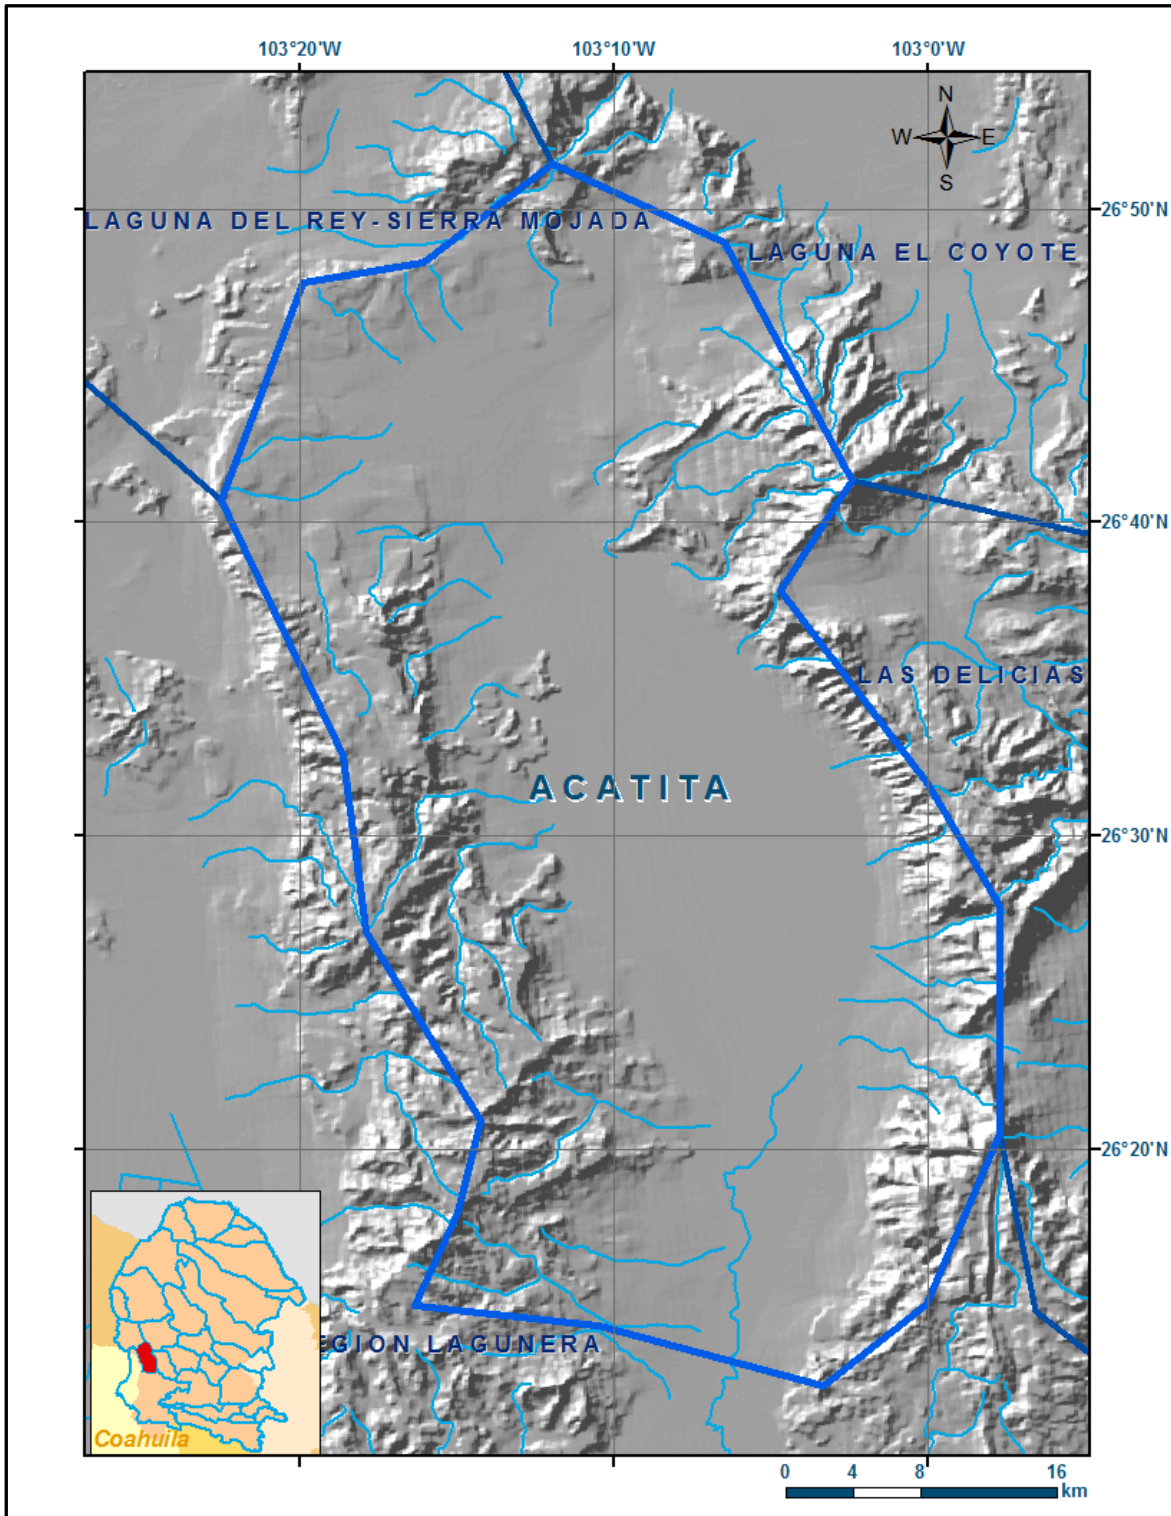 103°20'W 103°10'W 103°0'W
N
W E
S
26°50'N
LAGUNA DEL REY-SIERRA MOJADA
LAGUNA EL COYOTE
26°40'N
LAS DELICIAS
ACATITA
26°30'N
26°20'N
EGION LAGUNERA
Coahuila
0 4 8 16
km